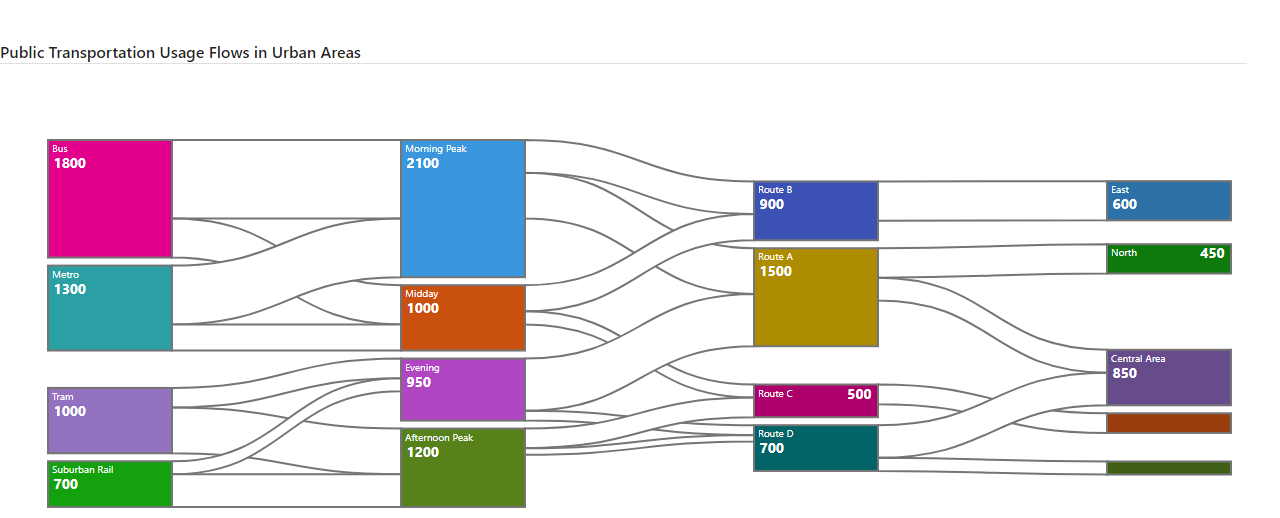 Public Transportation Usage Flows in Urban Areas
Bus
1800
Metro
1300
Tram
1000
Suburban Rail
700
Morning Peak
2100
Midday
1000
Evening
950
Afternoon Peak
1200
Route B
900
Route A
1500
Route C 500
Route D
700
East
600
North 450
Central Area
850